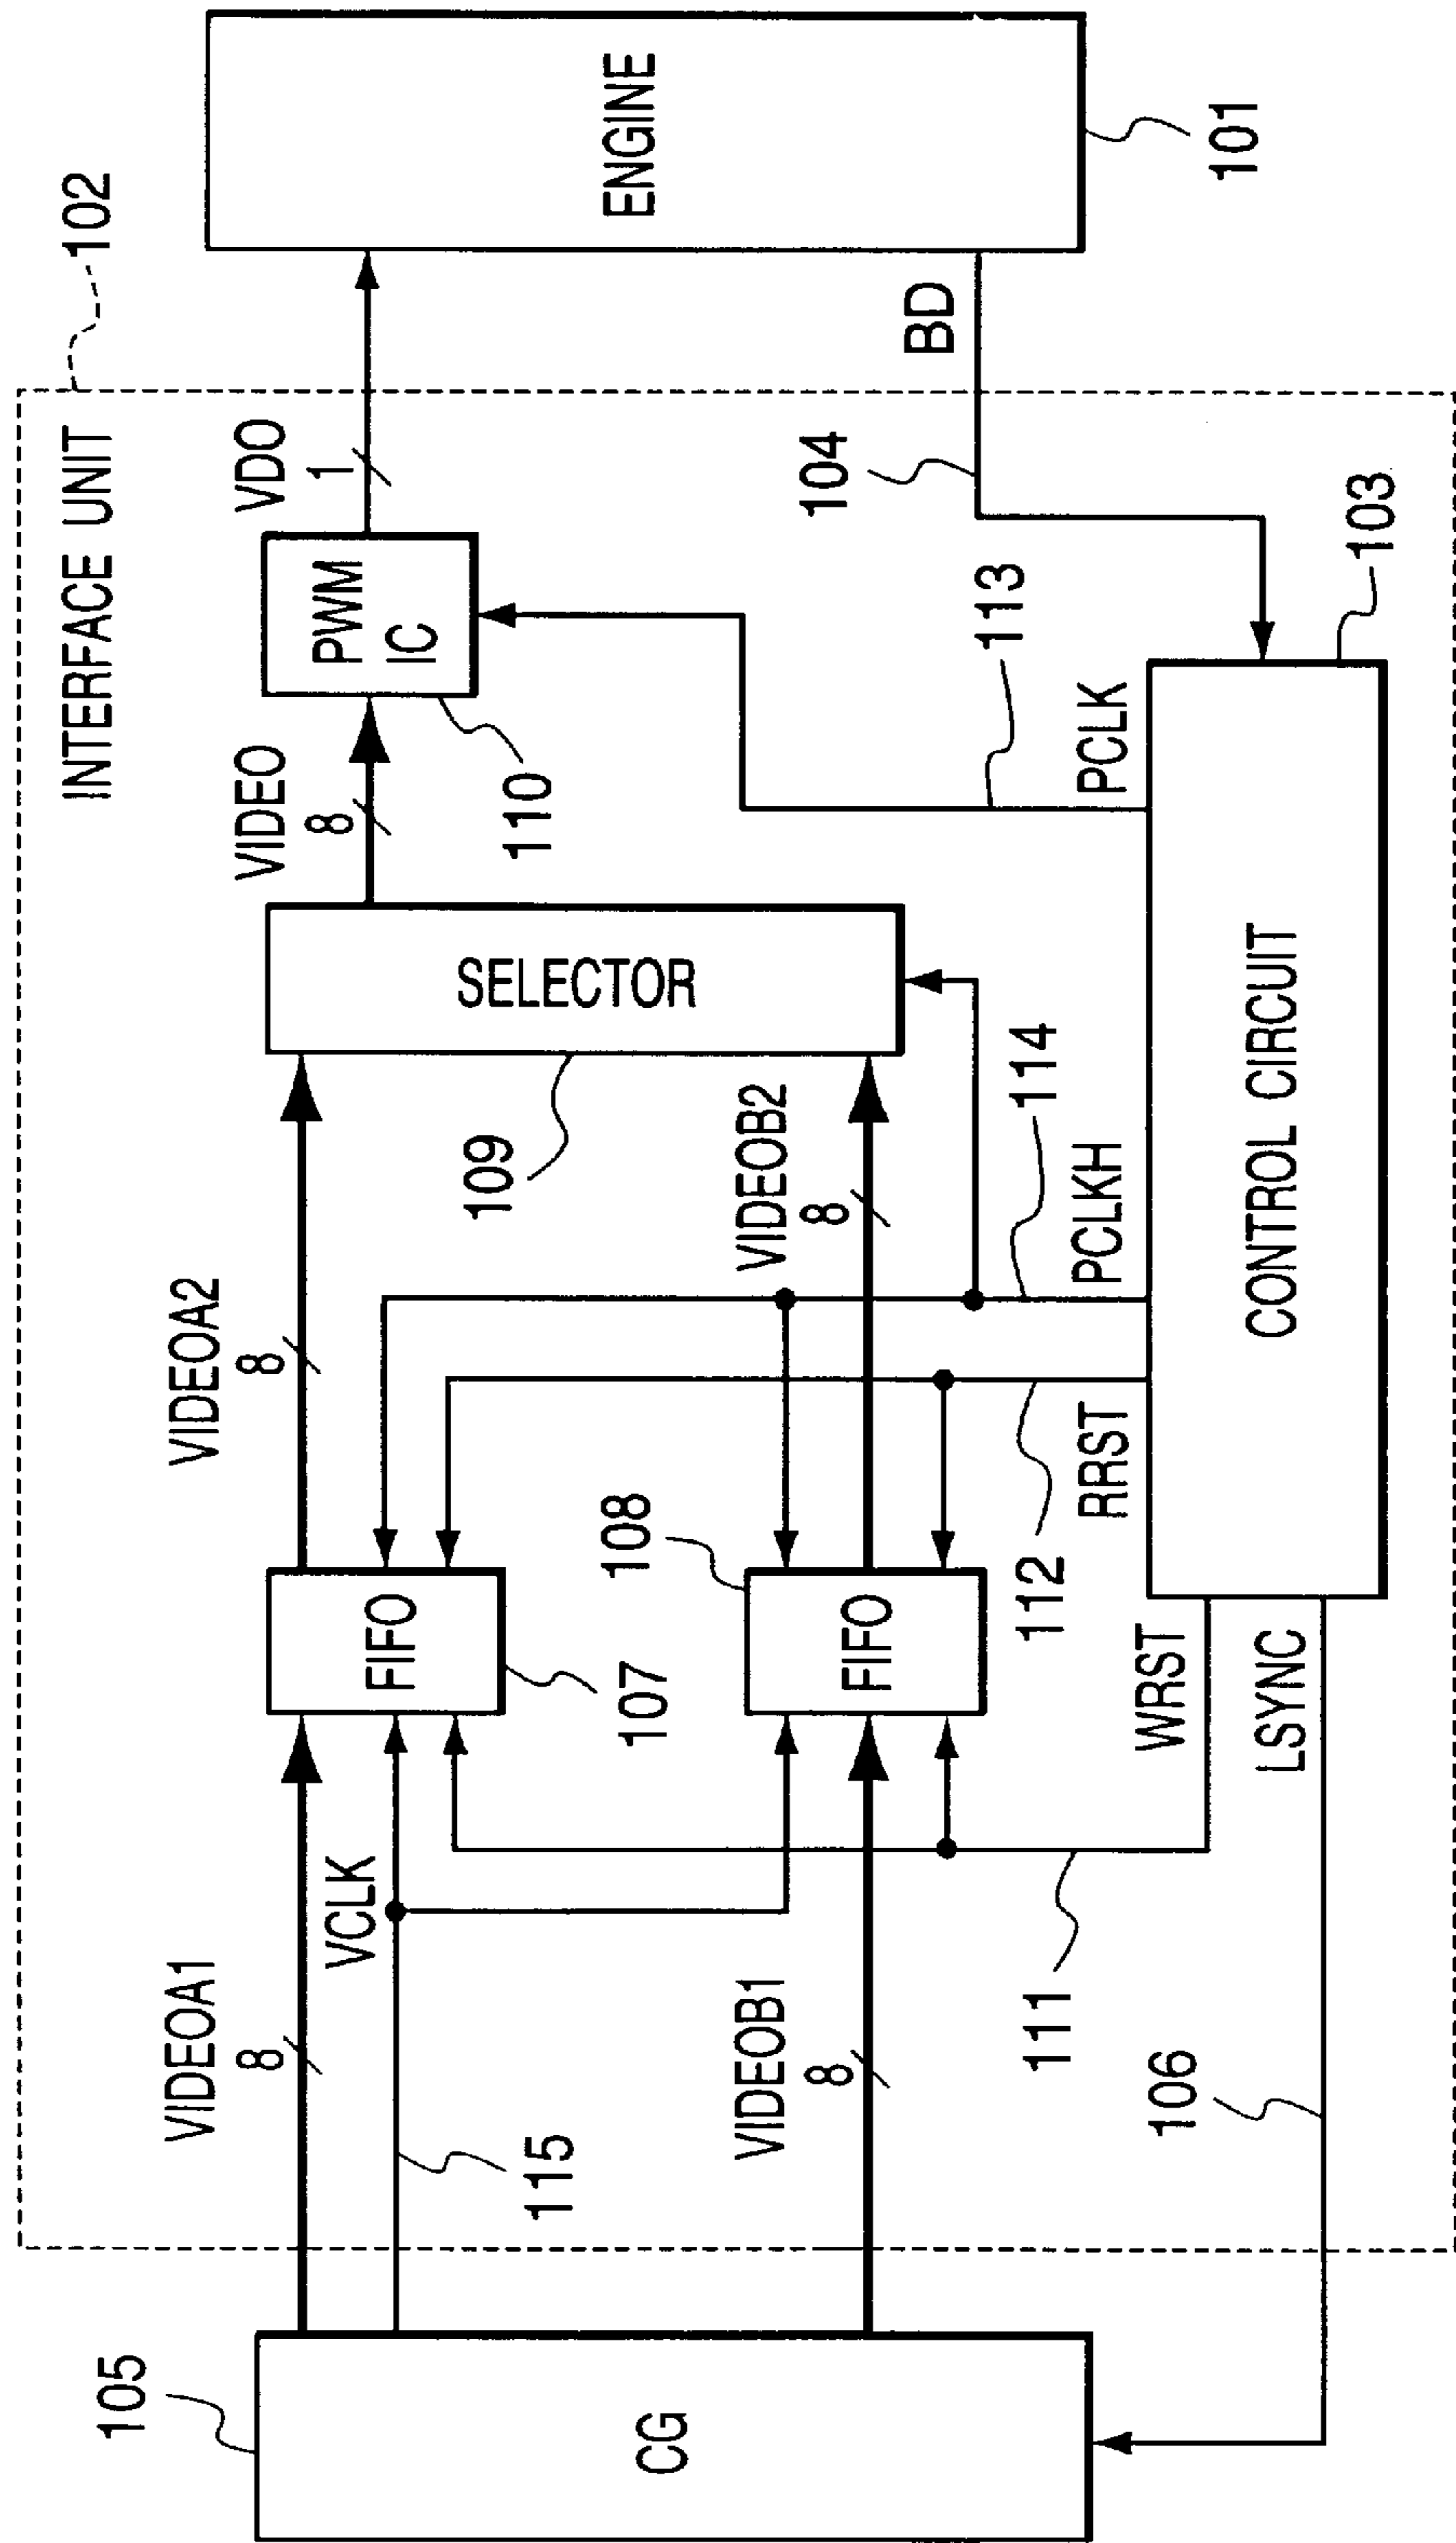 102
INTERFACE UNIT
105
CG
VIDEOA1
8
VCLK
115
FIFO
107
VIDEOA2
8
SELECTOR
109
VIDEO
8
PWM
IC
110
VDO
1
ENGINE
101
VIDEOB1
8
FIFO
108
VIDEOB2
8
BD
104
111
112
114
113
WRST
RRST
PCLKH
PCLK
LSYNC
106
CONTROL CIRCUIT
103